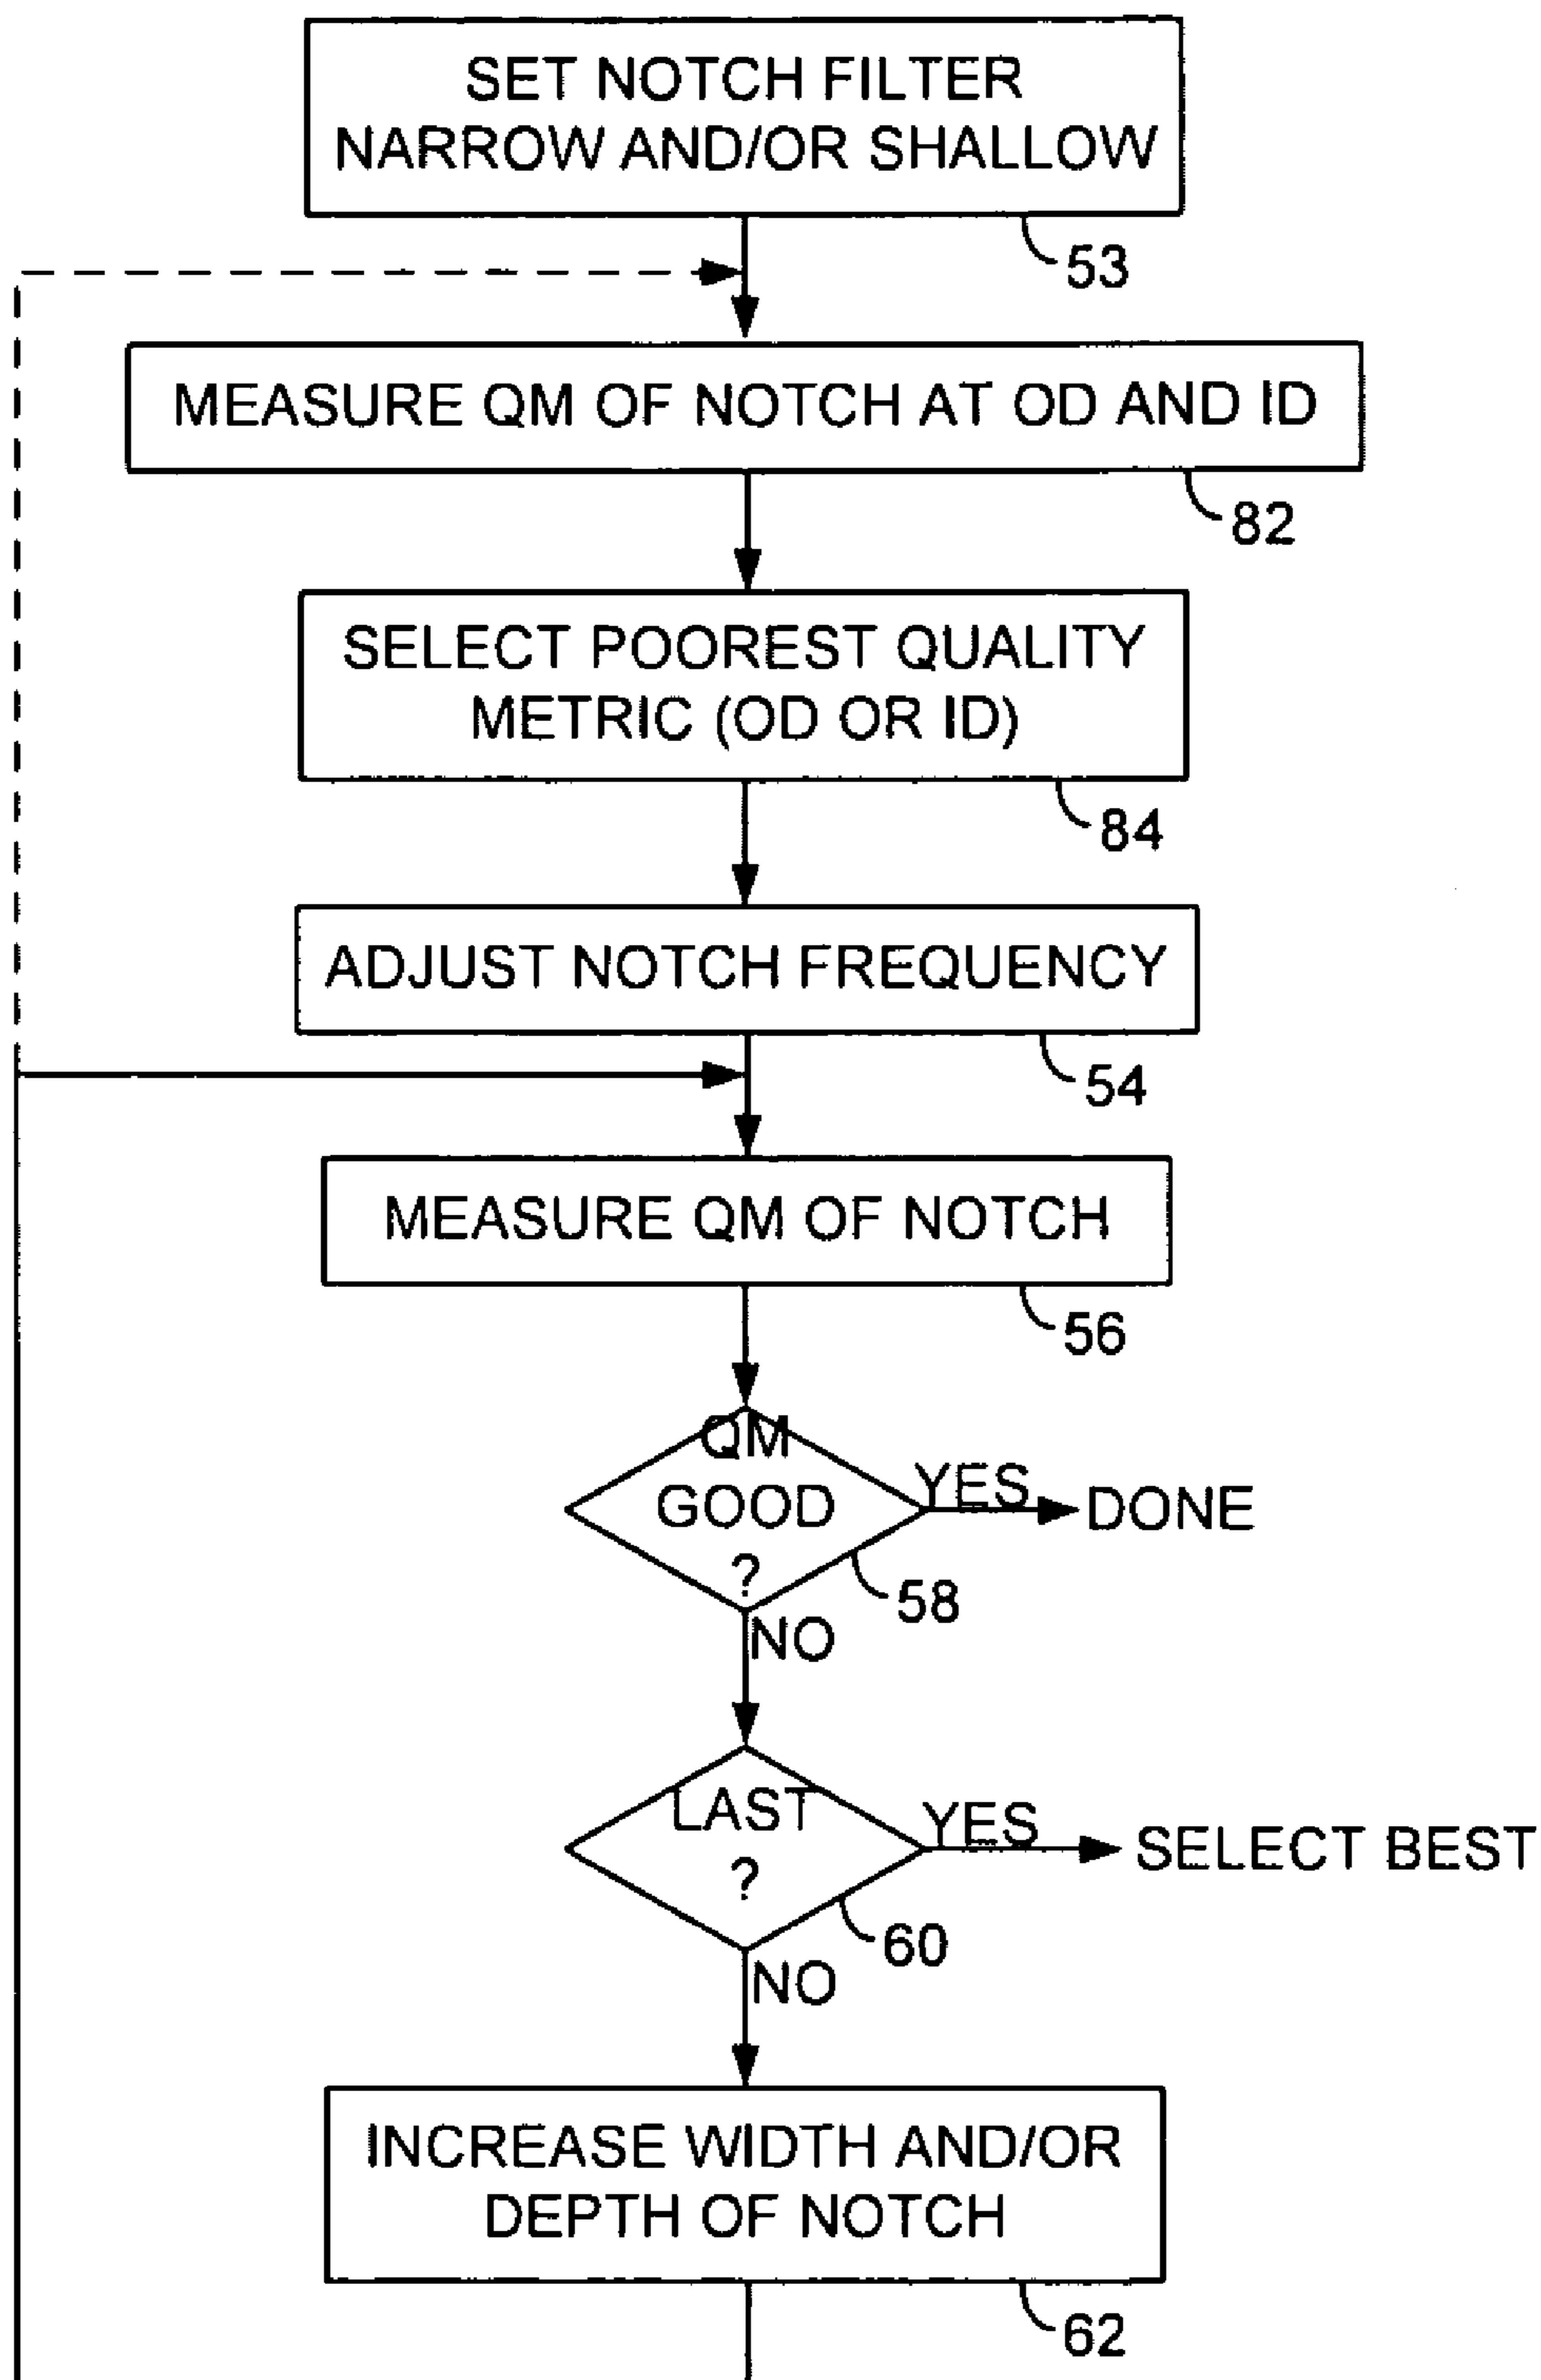 SET NOTCH FILTER
NARROW AND/OR SHALLOW
53
MEASURE QM OF NOTCH AT OD AND ID
82
SELECT POOREST QUALITY
METRIC (OD OR ID)
84
ADJUST NOTCH FREQUENCY
54
MEASURE QM OF NOTCH
56
QM
GOOD
?
YES
DONE
58
NO
LAST
?
YES
SELECT BEST
60
NO
INCREASE WIDTH AND/OR
DEPTH OF NOTCH
62